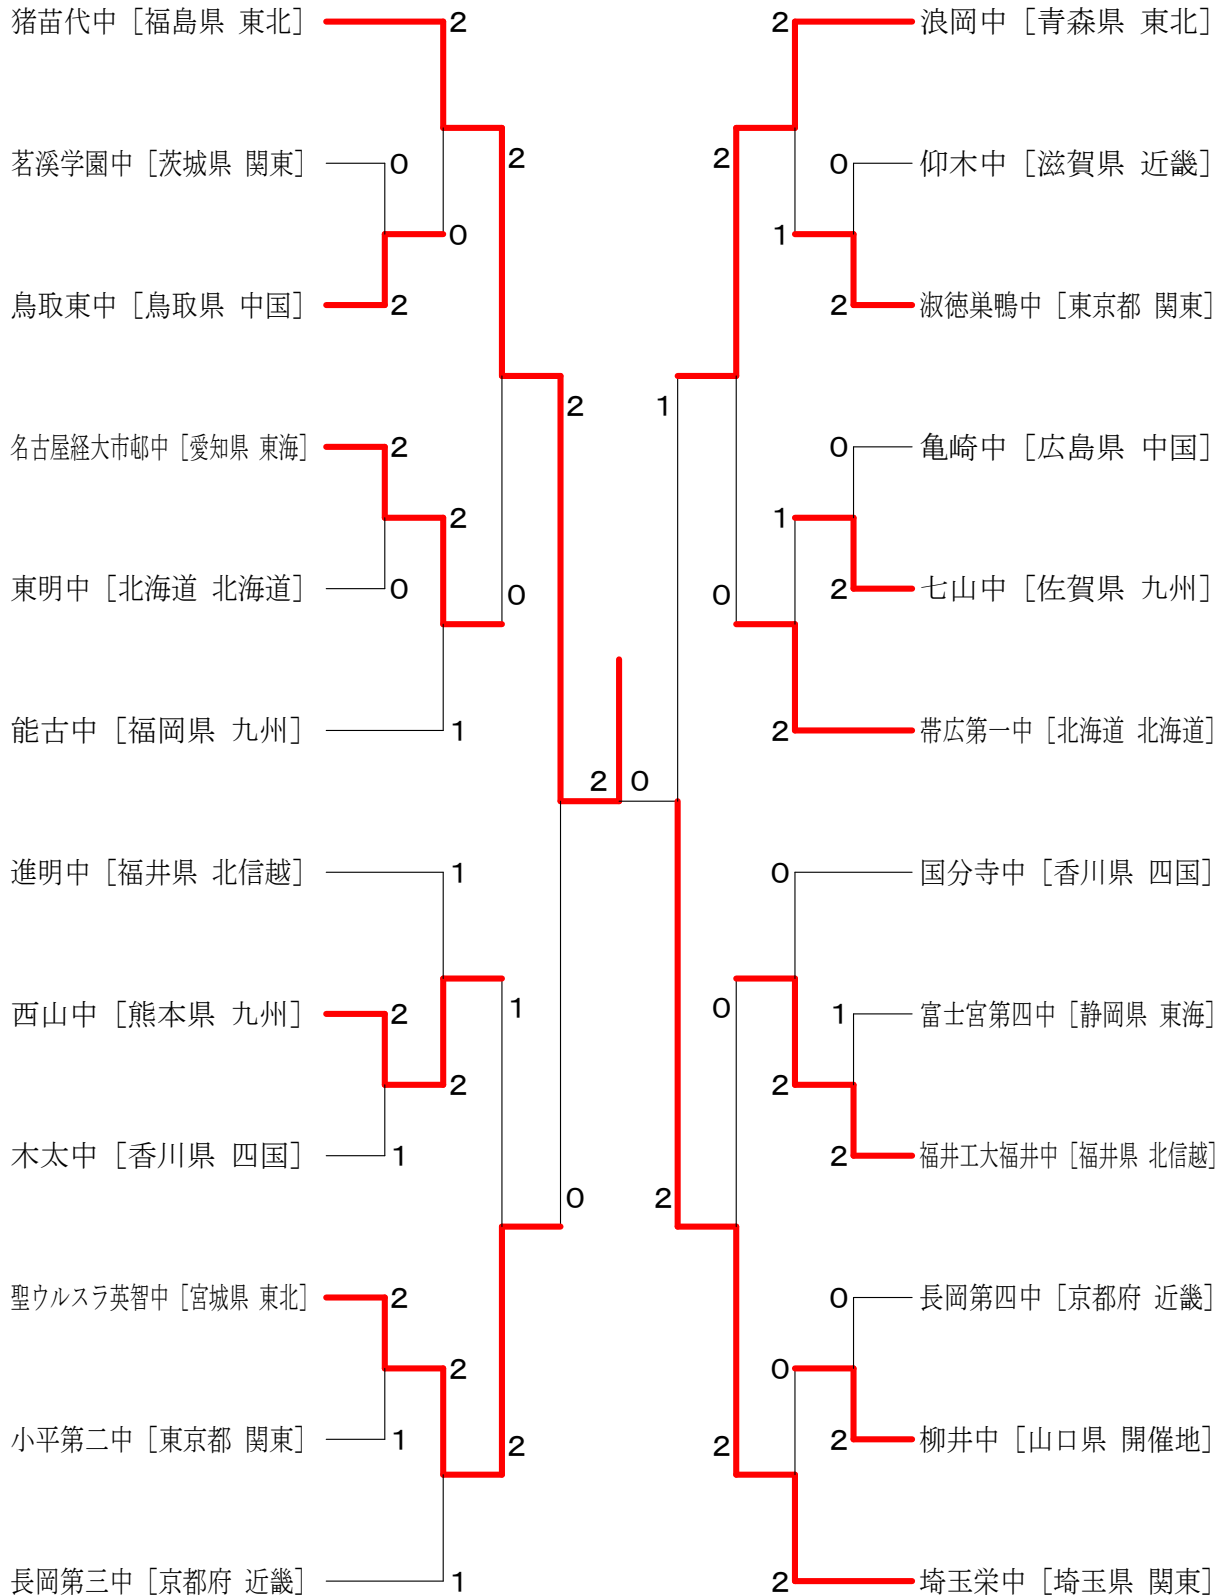 猪苗代中 [福島県 東北] 2
2 浪岡中 [青森県 東北]
茗溪学園中 [茨城県 関東] 0
2
2
0 仰木中 [滋賀県 近畿]
0
1
鳥取東中 [鳥取県 中国] 2
2 淑徳巣鴨中 [東京都 関東]
2
1
名古屋経大市邨中 [愛知県 東海] 2
0 亀崎中 [広島県 中国]
2
1
東明中 [北海道 北海道] 0
0
0
2 七山中 [佐賀県 九州]
能古中 [福岡県 九州] 1
2 帯広第一中 [北海道 北海道]
2 0
進明中 [福井県 北信越] 1
0 国分寺中 [香川県 四国]
西山中 [熊本県 九州] 2
1
0
1 富士宮第四中 [静岡県 東海]
2
2
木太中 [香川県 四国] 1
2 福井工大福井中 [福井県 北信越]
0
2
聖ウルスラ英智中 [宮城県 東北] 2
0 長岡第四中 [京都府 近畿]
2
0
小平第二中 [東京都 関東] 1
2
2
2 柳井中 [山口県 開催地]
長岡第三中 [京都府 近畿] 1
2 埼玉栄中 [埼玉県 関東]